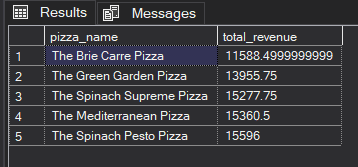 Results Messages
pizza_name total_revenue
1 The Brie Carre Pizza 11588.4999999999
2 The Green Garden Pizza 13955.75
3 The Spinach Supreme Pizza 15277.75
4 The Mediterranean Pizza 15360.5
5 The Spinach Pesto Pizza 15596